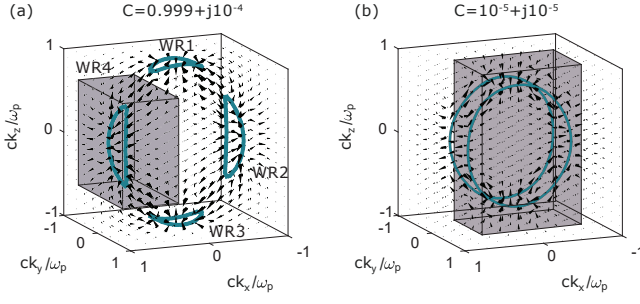 (a) C=0.999+j10⁻⁴
1
0
-1
ck_z/ω_p
-1
0
1
ck_y/ω_p
1
0
-1
ck_x/ω_p
WR1
WR4
WR2
WR3
(b) C=10⁻⁵+j10⁻⁵
1
0
-1
ck_z/ω_p
-1
0
1
ck_y/ω_p
1
0
-1
ck_x/ω_p